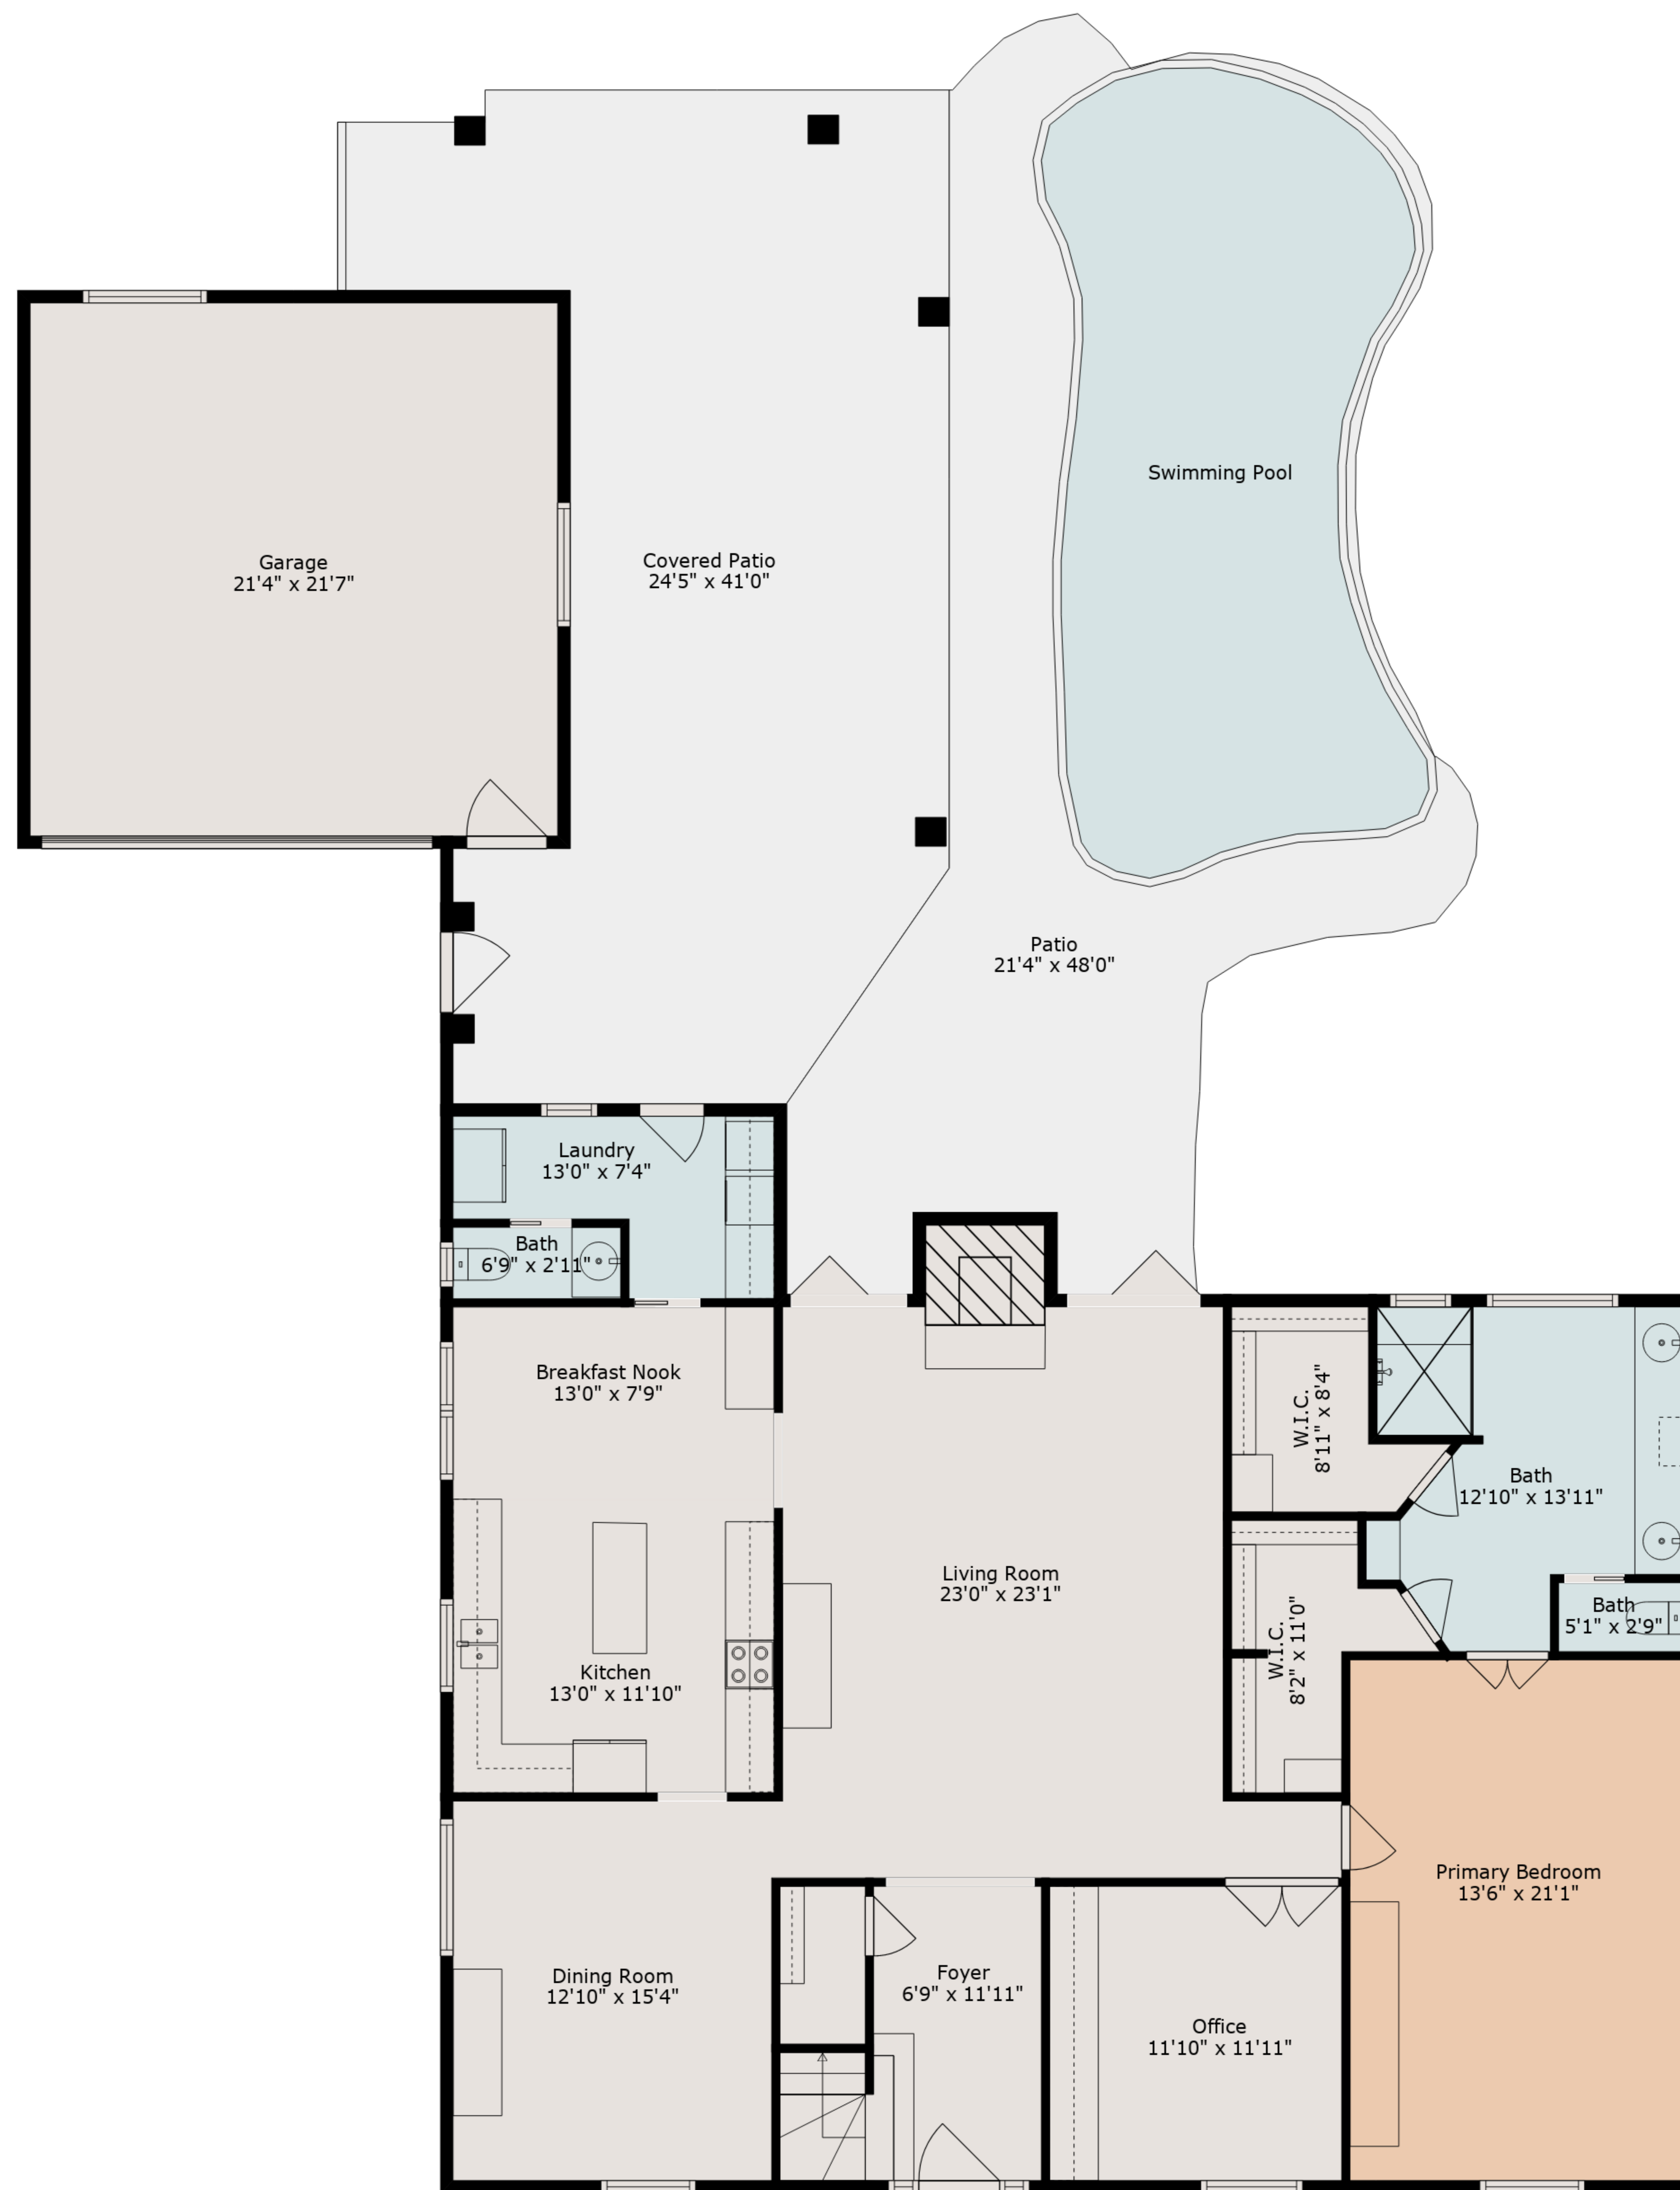 Swimming Pool
Garage
21'4" x 21'7"
Covered Patio
24'5" x 41'0"
Patio
21'4" x 48'0"
Laundry
13'0" x 7'4"
Bath
6'9" x 2'11"
Breakfast Nook
13'0" x 7'9"
W.I.C.
8'11" x 8'4"
Bath
12'10" x 13'11"
Living Room
23'0" x 23'1"
Bath
5'1" x 2'9"
W.I.C.
8'2" x 11'0"
Kitchen
13'0" x 11'10"
Primary Bedroom
13'6" x 21'1"
Dining Room
12'10" x 15'4"
Foyer
6'9" x 11'11"
Office
11'10" x 11'11"